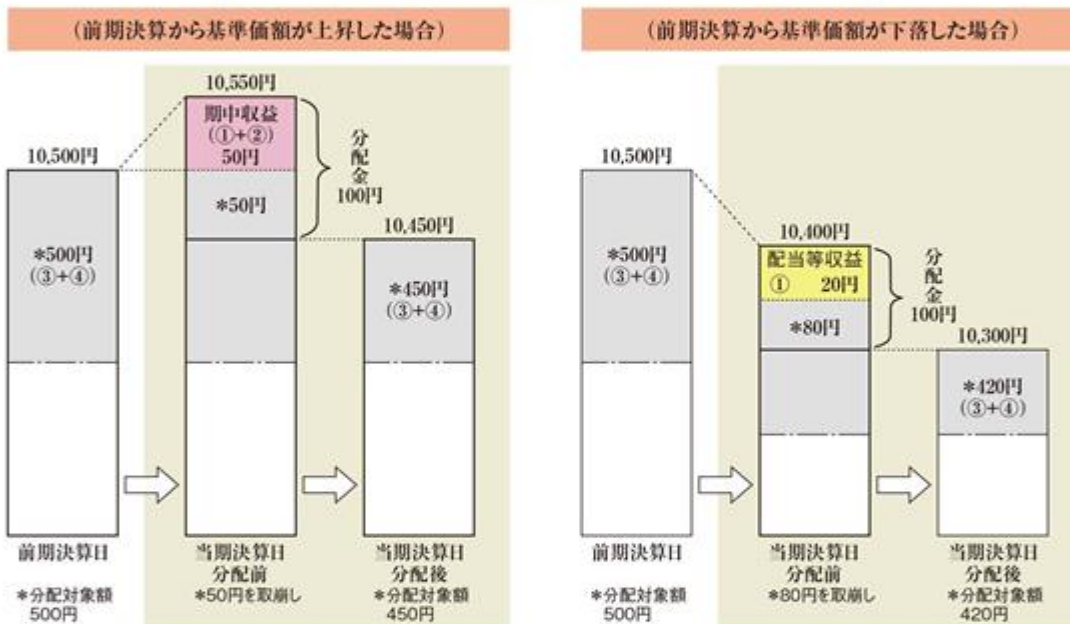 (前期決算から基準価額が上昇した場合)
10,550円
期中収益
(①+②)
50円
*50円
分配金
100円
10,500円
*500円
(③+④)
10,450円
*450円
(③+④)
前期決算日
*分配対象額
500円
当期決算日
分配前
*50円を取崩し
当期決算日
分配後
*分配対象額
450円
(前期決算から基準価額が下落した場合)
10,500円
*500円
(③+④)
10,400円
配当等収益
① 20円
*80円
分配金
100円
10,300円
*420円
(③+④)
前期決算日
*分配対象額
500円
当期決算日
分配前
*80円を取崩し
当期決算日
分配後
*分配対象額
420円